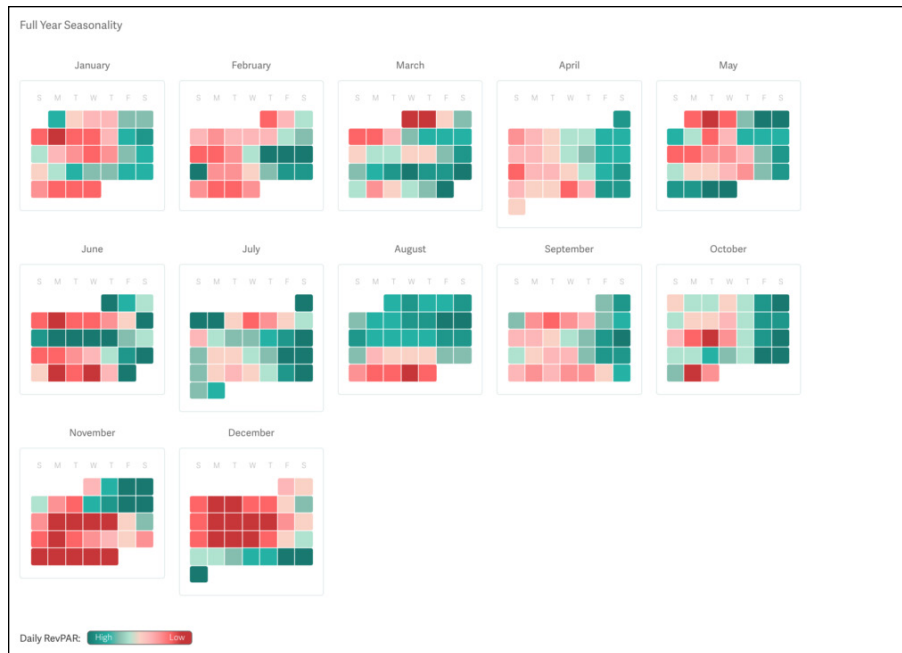 Full Year Seasonality
January February March April May
S M T W T F S S M T W T F S S M T W T F S S M T W T F S S M T W T F S
June July August September October
S M T W T F S S M T W T F S S M T W T F S S M T W T F S S M T W T F S
November December
S M T W T F S S M T W T F S
Daily RevPAR: High Low